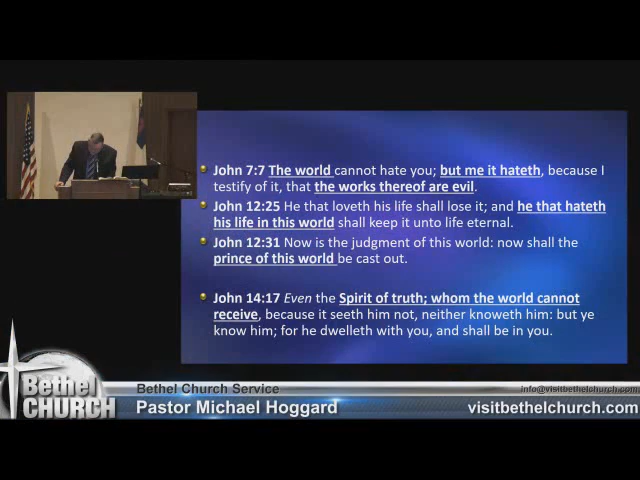 John 7:7 The world cannot hate you; but me it hateth, because I
testify of it, that the works thereof are evil.
John 12:25 He that loveth his life shall lose it; and he that hateth
his life in this world shall keep it unto life eternal.
John 12:31 Now is the judgment of this world: now shall the
prince of this world be cast out.
John 14:17 Even the Spirit of truth; whom the world cannot
receive, because it seeth him not, neither knoweth him: but ye
know him; for he dwelleth with you, and shall be in you.
Bethel
CHURCH
Bethel Church Service
info@visitbethelchurch.com
Pastor Michael Hoggard
visitbethelchurch.com